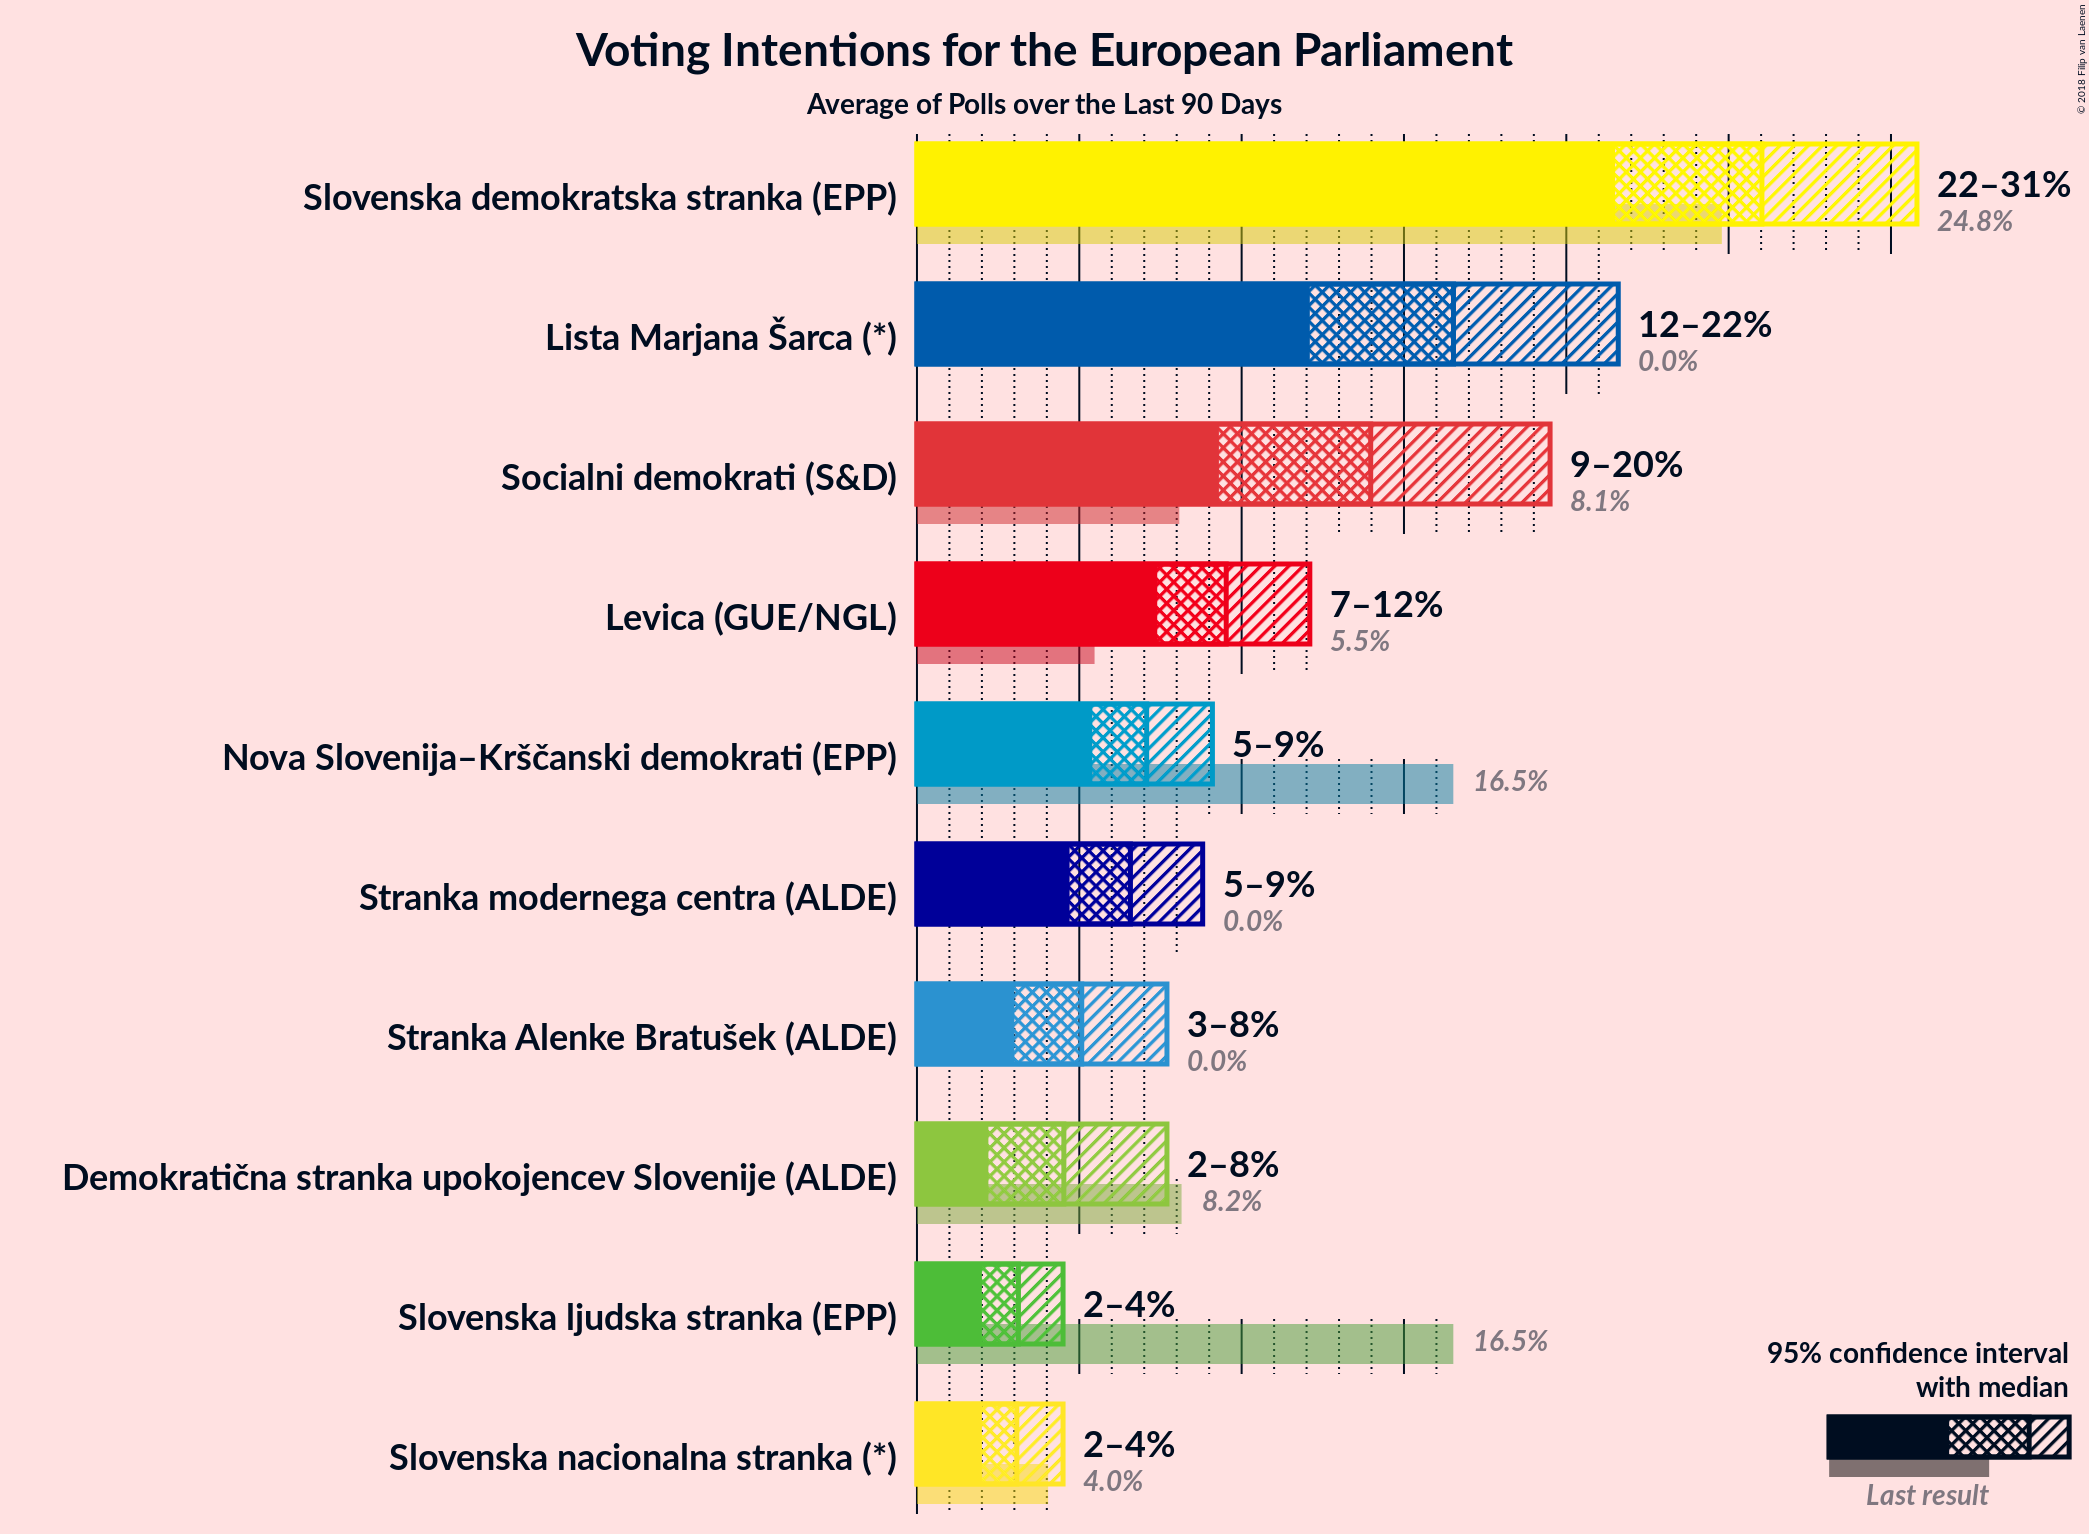 Voting Intentions for the European Parliament
Average of Polls over the Last 90 Days
© 2018 Filip van Laenen
Slovenska demokratska stranka (EPP)
22–31%
24.8%
Lista Marjana Šarca (*)
12–22%
0.0%
Socialni demokrati (S&D)
9–20%
8.1%
Levica (GUE/NGL)
7–12%
5.5%
Nova Slovenija–Krščanski demokrati (EPP)
5–9%
16.5%
Stranka modernega centra (ALDE)
5–9%
0.0%
Stranka Alenke Bratušek (ALDE)
3–8%
0.0%
Demokratična stranka upokojencev Slovenije (ALDE)
2–8%
8.2%
Slovenska ljudska stranka (EPP)
2–4%
16.5%
Slovenska nacionalna stranka (*)
2–4%
4.0%
95% confidence interval
with median
Last result